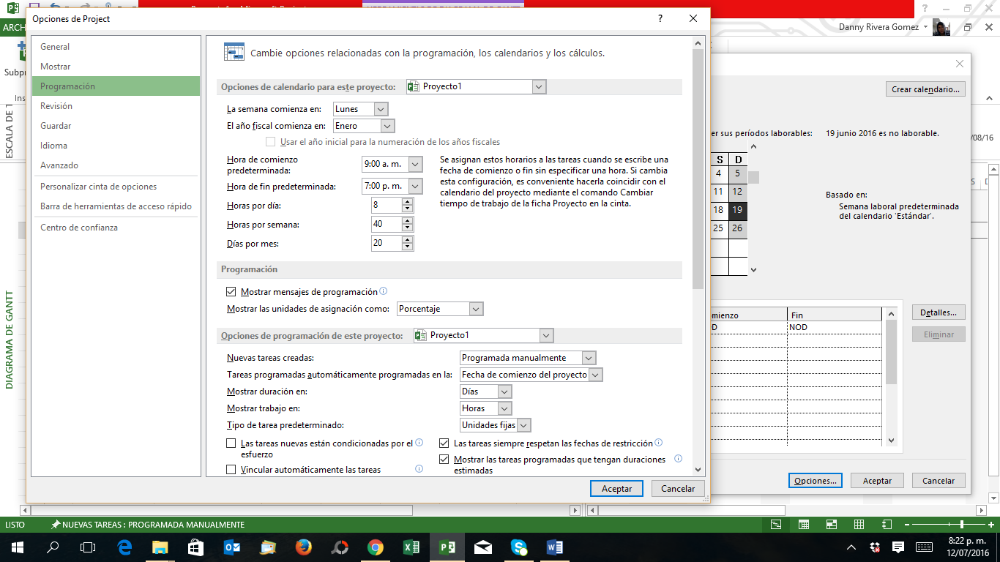 Opciones de Project
?
Danny Rivera Gomez
General
Mostrar
Programación
Revisión
Guardar
Idioma
Avanzado
Personalizar cinta de opciones
Barra de herramientas de acceso rápido
Centro de confianza
Cambie opciones relacionadas con la programación, los calendarios y los cálculos.
Opciones de calendario para este proyecto: Proyecto1
La semana comienza en: Lunes
El año fiscal comienza en: Enero
Usar el año inicial para la numeración de los años fiscales
Hora de comienzo predeterminada: 9:00 a. m.
Hora de fin predeterminada: 7:00 p. m.
Horas por día: 8
Horas por semana: 40
Días por mes: 20
Se asignan estos horarios a las tareas cuando se escribe una
fecha de comienzo o fin sin especificar una hora. Si cambia
esta configuración, es conveniente hacerla coincidir con el
calendario del proyecto mediante el comando Cambiar
tiempo de trabajo de la ficha Proyecto en la cinta.
Programación
Mostrar mensajes de programación
Mostrar las unidades de asignación como: Porcentaje
Opciones de programación de este proyecto: Proyecto1
Nuevas tareas creadas: Programada manualmente
Tareas programadas automáticamente programadas en la: Fecha de comienzo del proyecto
Mostrar duración en: Días
Mostrar trabajo en: Horas
Tipo de tarea predeterminado: Unidades fijas
Las tareas nuevas están condicionadas por el
esfuerzo
Vincular automáticamente las tareas
Las tareas siempre respetan las fechas de restricción
Mostrar las tareas programadas que tengan duraciones
estimadas
Aceptar Cancelar
Crear calendario...
er sus períodos laborables: 19 junio 2016 es no laborable.
/08/16
S D
4 5
11 12
18 19
25 26
Basado en:
Semana laboral predeterminada
del calendario 'Estándar'.
mienzo Fin
D NOD
Detalles...
Eliminar
Opciones... Aceptar Cancelar
ARCH
Subpr
Ins
ESCALA DE T
DIAGRAMA DE GANTT
LISTO NUEVAS TAREAS : PROGRAMADA MANUALMENTE
8:22 p. m.
12/07/2016